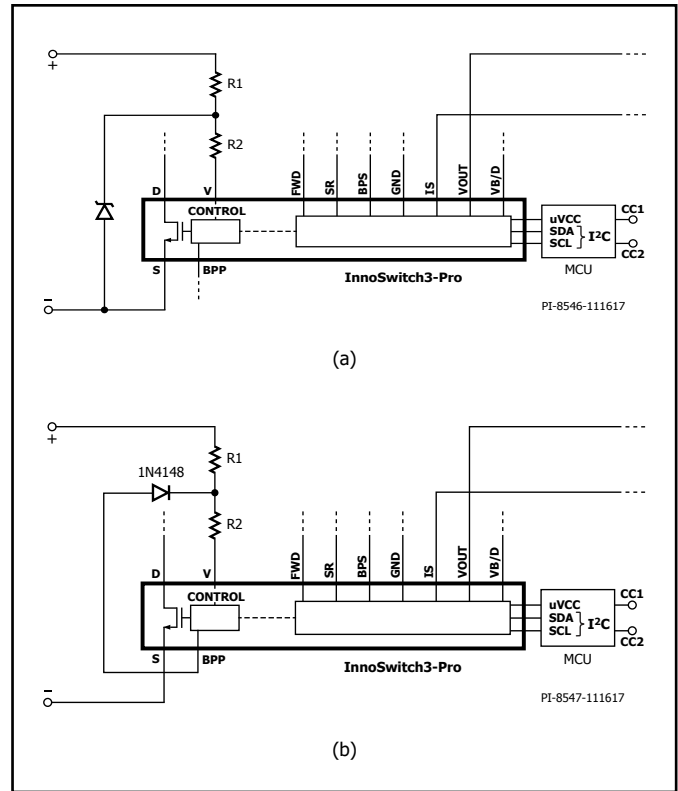 +
R1
R2
D
V
FWD
SR
BPS
GND
IS
VOUT
VB/D
CONTROL
uVCC
SDA
SCL
I²C
CC1
CC2
MCU
S
BPP
InnoSwitch3-Pro
−
PI-8546-111617
(a)
+
R1
1N4148
R2
D
V
FWD
SR
BPS
GND
IS
VOUT
VB/D
CONTROL
uVCC
SDA
SCL
I²C
CC1
CC2
MCU
S
BPP
InnoSwitch3-Pro
−
PI-8547-111617
(b)